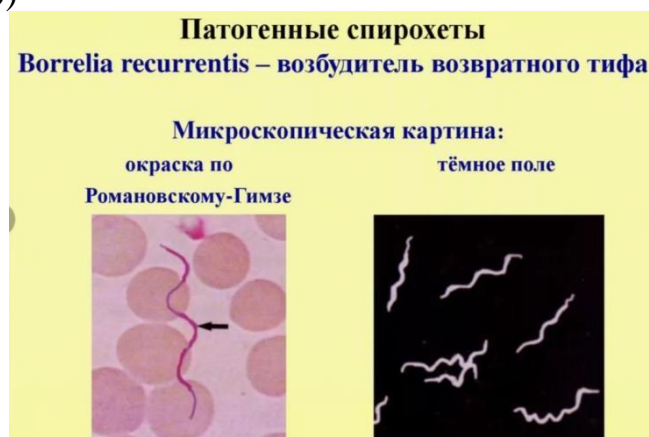 Патогенные спирохеты
Borrelia recurrentis – возбудитель возвратного тифа
Микроскопическая картина:
окраска по
Романовскому-Гимзе
тёмное поле